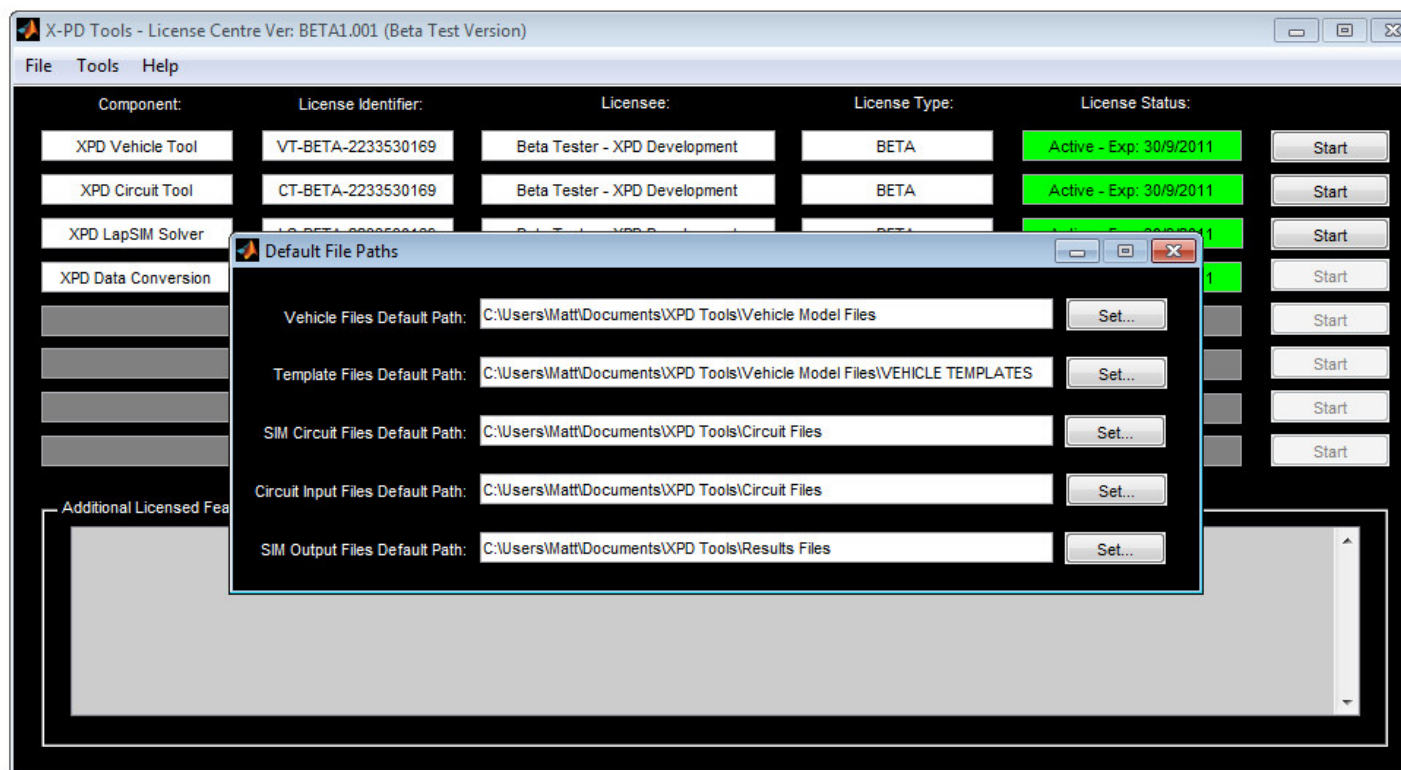 X-PD Tools - License Centre Ver: BETA1.001 (Beta Test Version)
File Tools Help
Component: License Identifier: Licensee: License Type: License Status:
XPD Vehicle Tool VT-BETA-2233530169 Beta Tester - XPD Development BETA Active - Exp: 30/9/2011 Start
XPD Circuit Tool CT-BETA-2233530169 Beta Tester - XPD Development BETA Active - Exp: 30/9/2011 Start
XPD LapSIM Solver Start
XPD Data Conversion 1 Start
Start
Start
Start
Start
Default File Paths
Vehicle Files Default Path: C:\Users\Matt\Documents\XPD Tools\Vehicle Model Files Set...
Template Files Default Path: C:\Users\Matt\Documents\XPD Tools\Vehicle Model Files\VEHICLE TEMPLATES Set...
SIM Circuit Files Default Path: C:\Users\Matt\Documents\XPD Tools\Circuit Files Set...
Circuit Input Files Default Path: C:\Users\Matt\Documents\XPD Tools\Circuit Files Set...
SIM Output Files Default Path: C:\Users\Matt\Documents\XPD Tools\Results Files Set...
Additional Licensed Fea